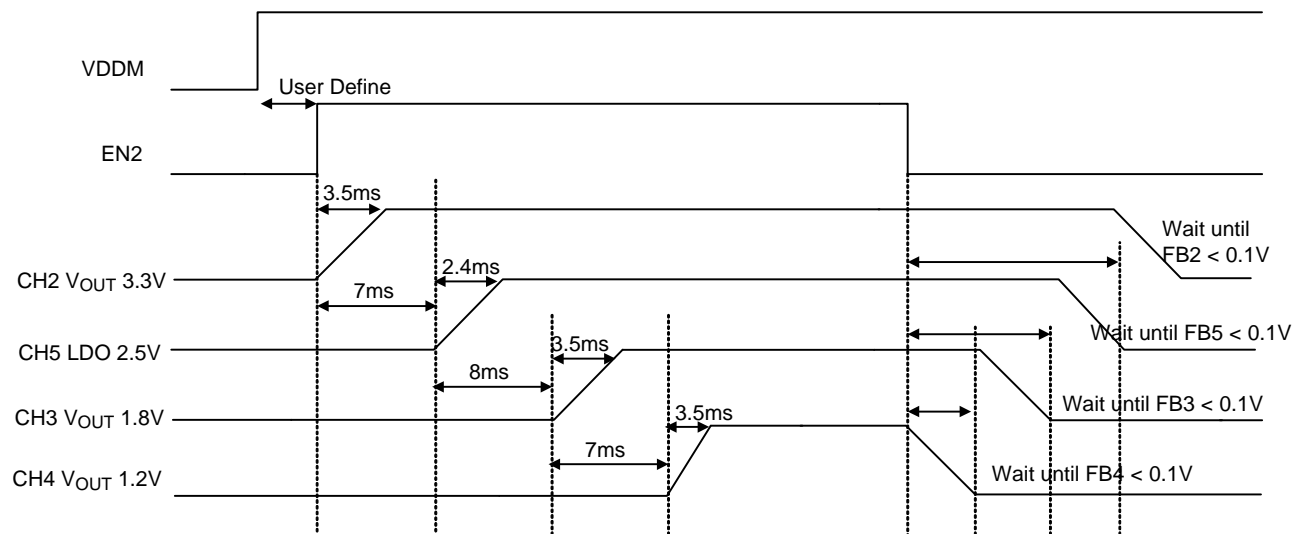 VDDM
User Define
EN2
3.5ms
Wait until
FB2 < 0.1V
CH2 VOUT 3.3V
2.4ms
7ms
Wait until FB5 < 0.1V
CH5 LDO 2.5V
3.5ms
8ms
Wait until FB3 < 0.1V
CH3 VOUT 1.8V
3.5ms
7ms
Wait until FB4 < 0.1V
CH4 VOUT 1.2V